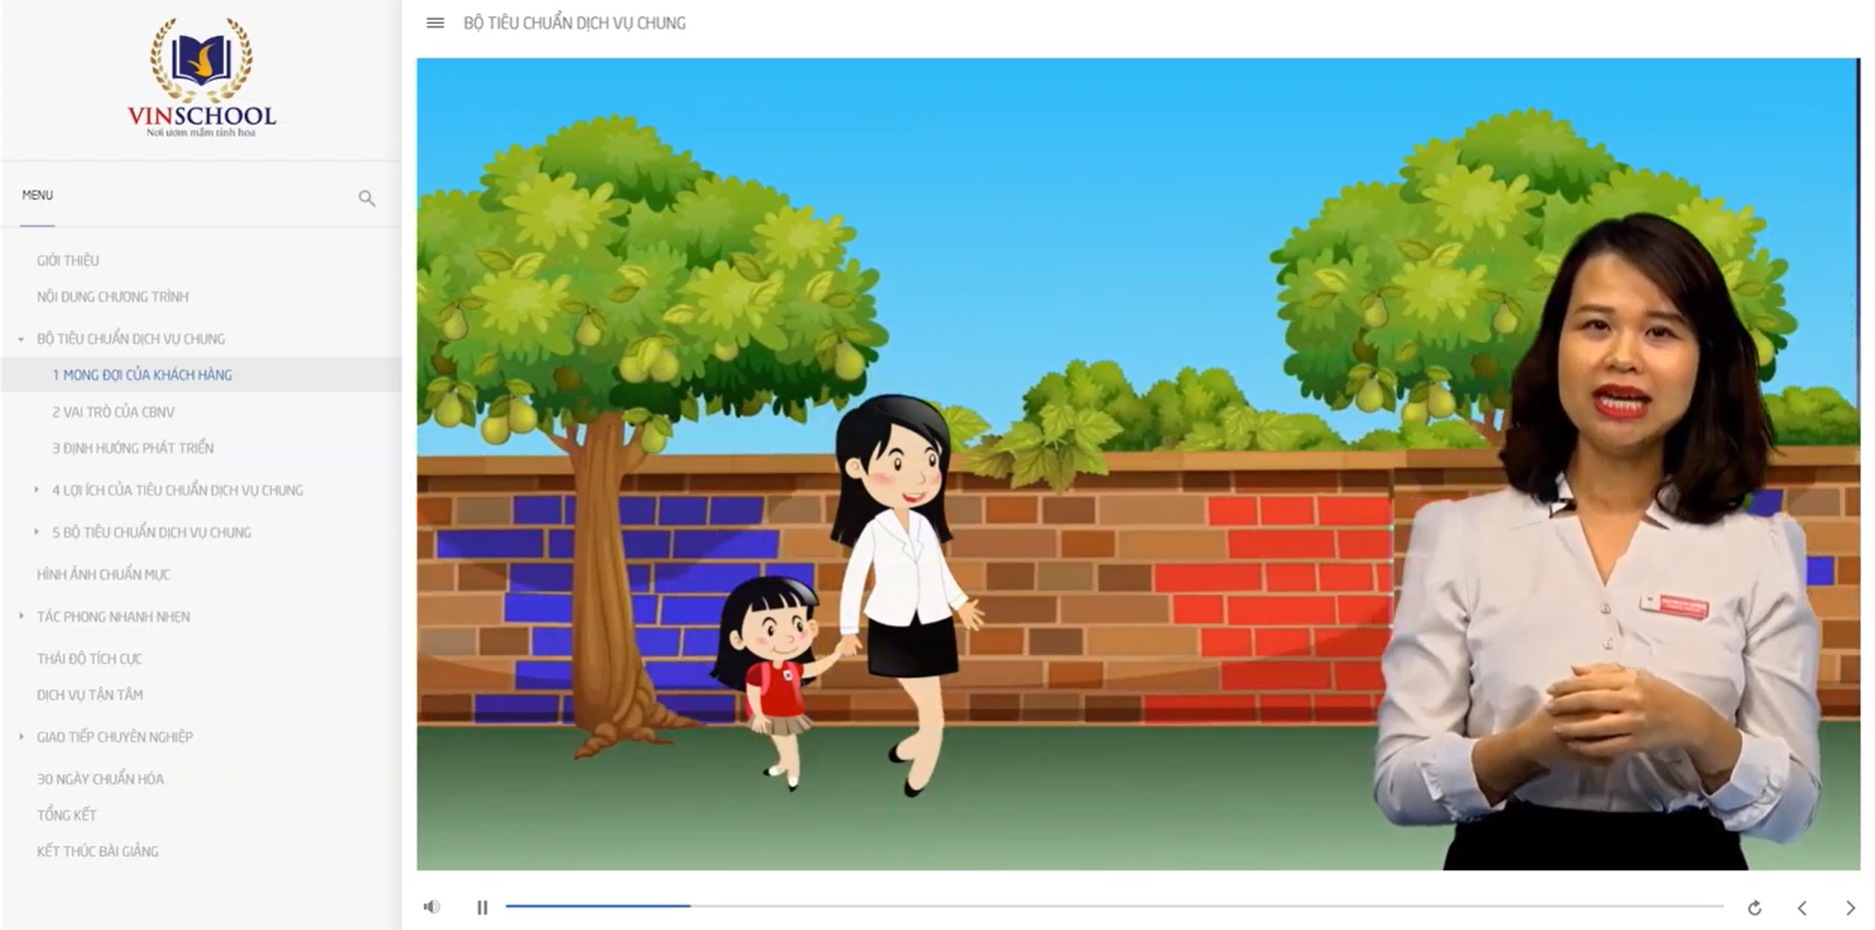 VINSCHOOL
Nơi ươm mầm tinh hoa
MENU
GIỚI THIỆU
NỘI DUNG CHƯƠNG TRÌNH
BỘ TIÊU CHUẨN DỊCH VỤ CHUNG
1 MONG ĐỢI CỦA KHÁCH HÀNG
2 VAI TRÒ CỦA CBNV
3 ĐỊNH HƯỚNG PHÁT TRIỂN
4 LỢI ÍCH CỦA TIÊU CHUẨN DỊCH VỤ CHUNG
5 BỘ TIÊU CHUẨN DỊCH VỤ CHUNG
HÌNH ẢNH CHUẨN MỰC
TÁC PHONG NHANH NHẸN
THÁI ĐỘ TÍCH CỰC
DỊCH VỤ TẬN TÂM
GIAO TIẾP CHUYÊN NGHIỆP
30 NGÀY CHUẨN HÓA
TỔNG KẾT
KẾT THÚC BÀI GIẢNG
BỘ TIÊU CHUẨN DỊCH VỤ CHUNG